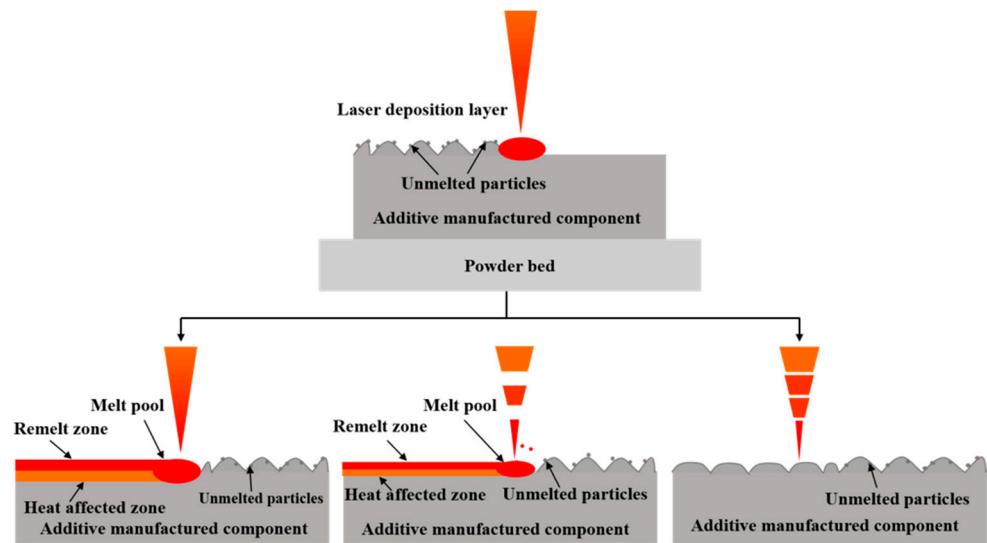 Laser deposition layer
Unmelted particles
Additive manufactured component
Powder bed
Melt pool
Remelt zone
Unmelted particles
Heat affected zone
Additive manufactured component
Melt pool
Remelt zone
Unmelted particles
Heat affected zone
Additive manufactured component
Unmelted particles
Additive manufactured component